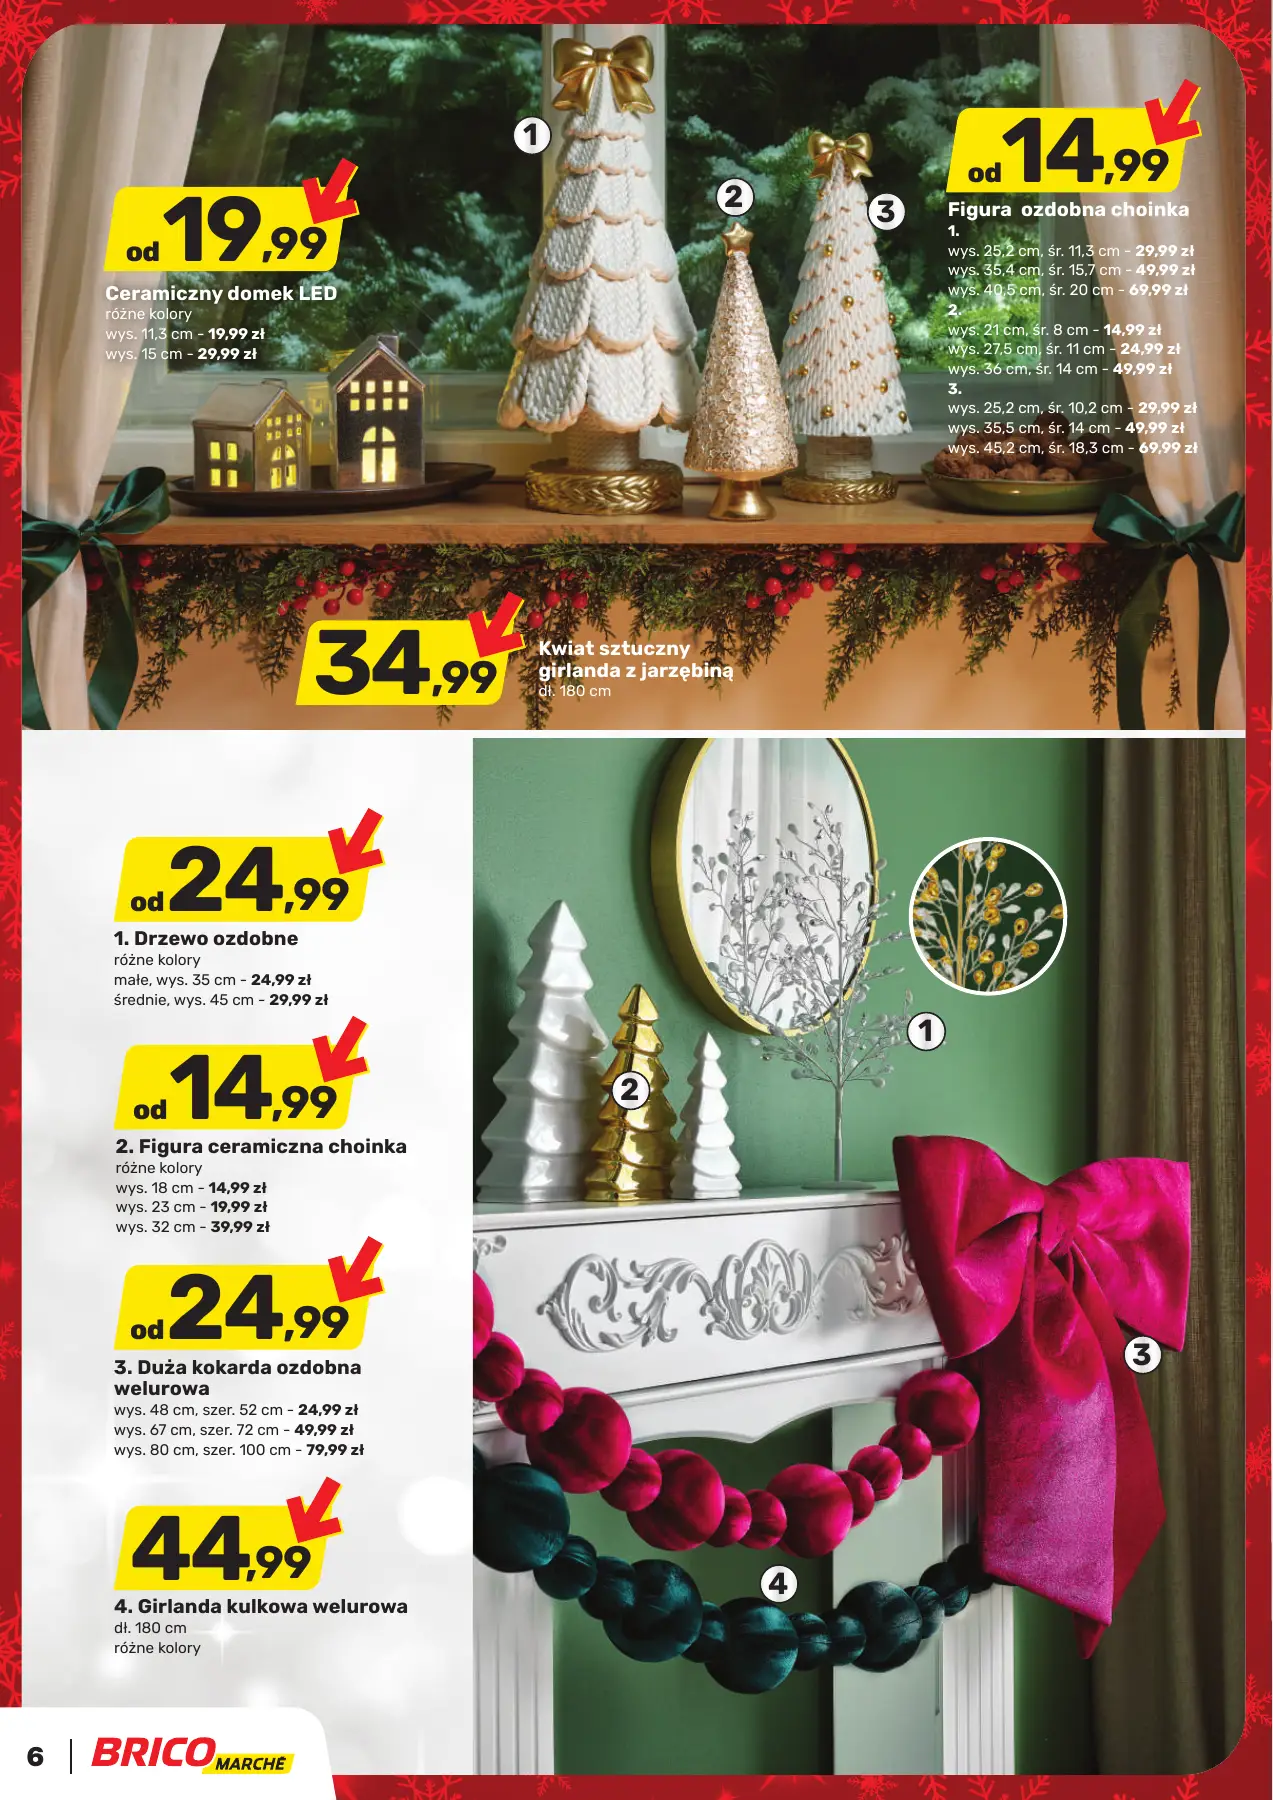 od 19,99
Ceramiczny domek LED
różne kolory
wys. 11,3 cm - 19,99 zł
wys. 15 cm - 29,99 zł
1
2
3
od 14,99
Figura ozdobna choinka
1.
wys. 25,2 cm, śr. 11,3 cm - 29,99 zł
wys. 35,4 cm, śr. 15,7 cm - 49,99 zł
wys. 40,5 cm, śr. 20 cm - 69,99 zł
2.
wys. 21 cm, śr. 8 cm - 14,99 zł
wys. 27,5 cm, śr. 11 cm - 24,99 zł
wys. 36 cm, śr. 14 cm - 49,99 zł
3.
wys. 25,2 cm, śr. 10,2 cm - 29,99 zł
wys. 35,5 cm, śr. 14 cm - 49,99 zł
wys. 45,2 cm, śr. 18,3 cm - 69,99 zł
34,99
Kwiat sztuczny
girlanda z jarzębiną
dł. 180 cm
od 24,99
1. Drzewo ozdobne
różne kolory
małe, wys. 35 cm - 24,99 zł
średnie, wys. 45 cm - 29,99 zł
od 14,99
2. Figura ceramiczna choinka
różne kolory
wys. 18 cm - 14,99 zł
wys. 23 cm - 19,99 zł
wys. 32 cm - 39,99 zł
od 24,99
3. Duża kokarda ozdobna
welurowa
wys. 48 cm, szer. 52 cm - 24,99 zł
wys. 67 cm, szer. 72 cm - 49,99 zł
wys. 80 cm, szer. 100 cm - 79,99 zł
44,99
4. Girlanda kulkowa welurowa
dł. 180 cm
różne kolory
1
2
3
4
6
BRICO
MARCHÉ